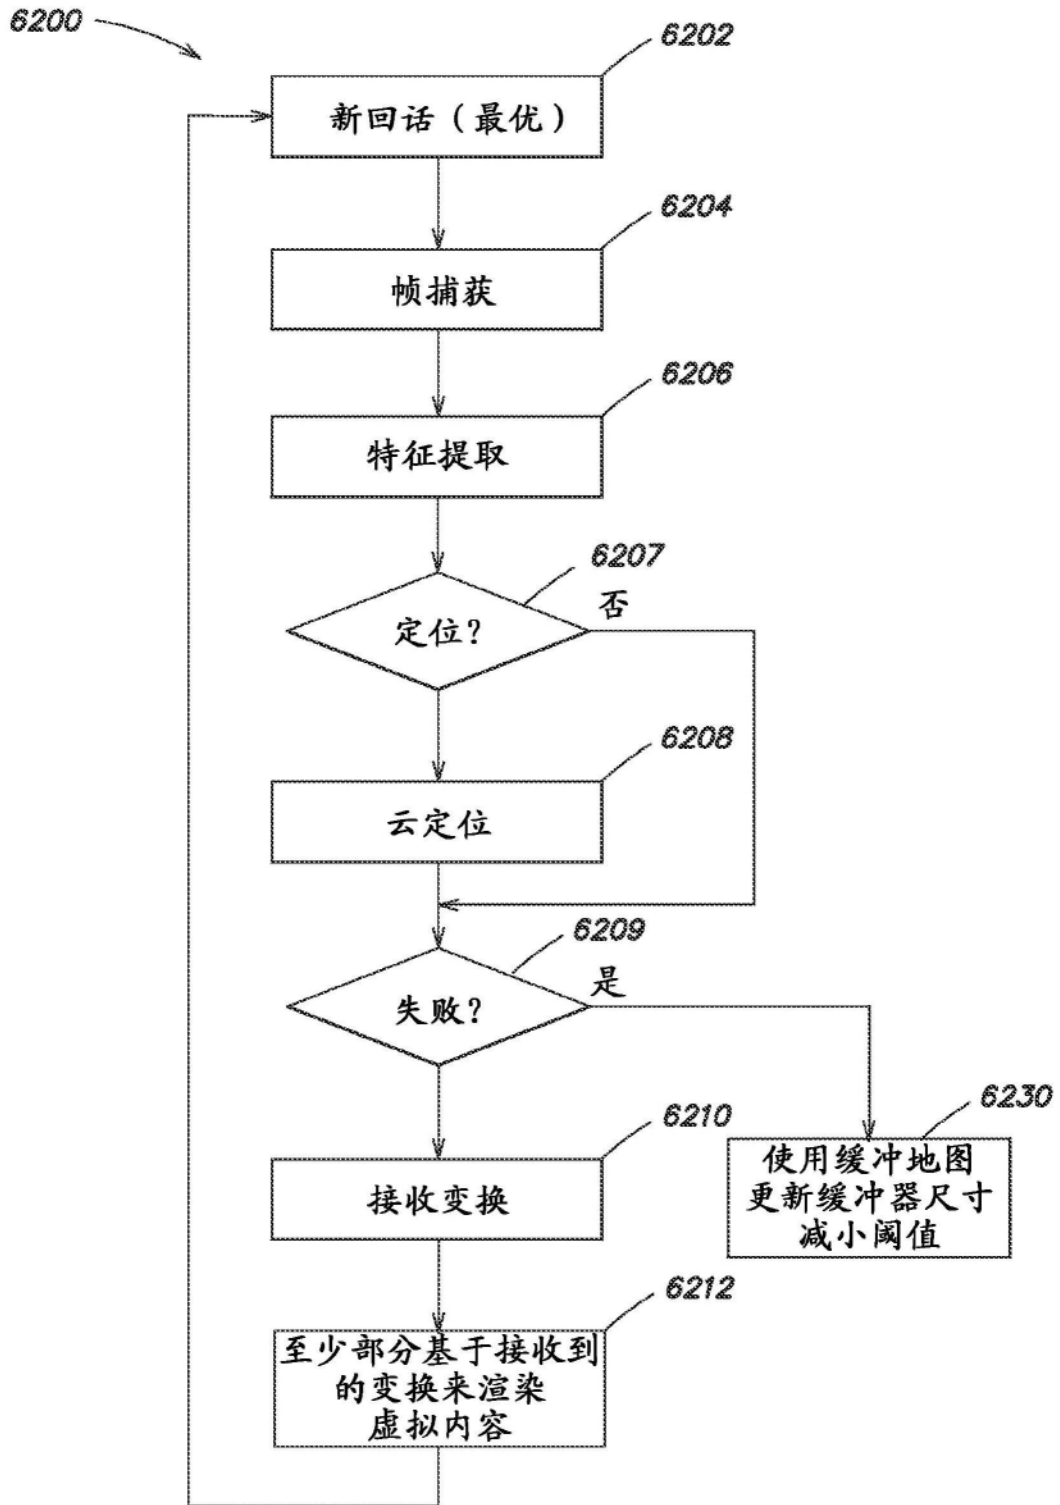 6200
6202
新回话（最优）
6204
帧捕获
6206
特征提取
6207
定位?
否
6208
云定位
6209
失败?
是
6210
接收变换
6230
使用缓冲地图
更新缓冲器尺寸
减小阈值
6212
至少部分基于接收到
的变换来渲染
虚拟内容